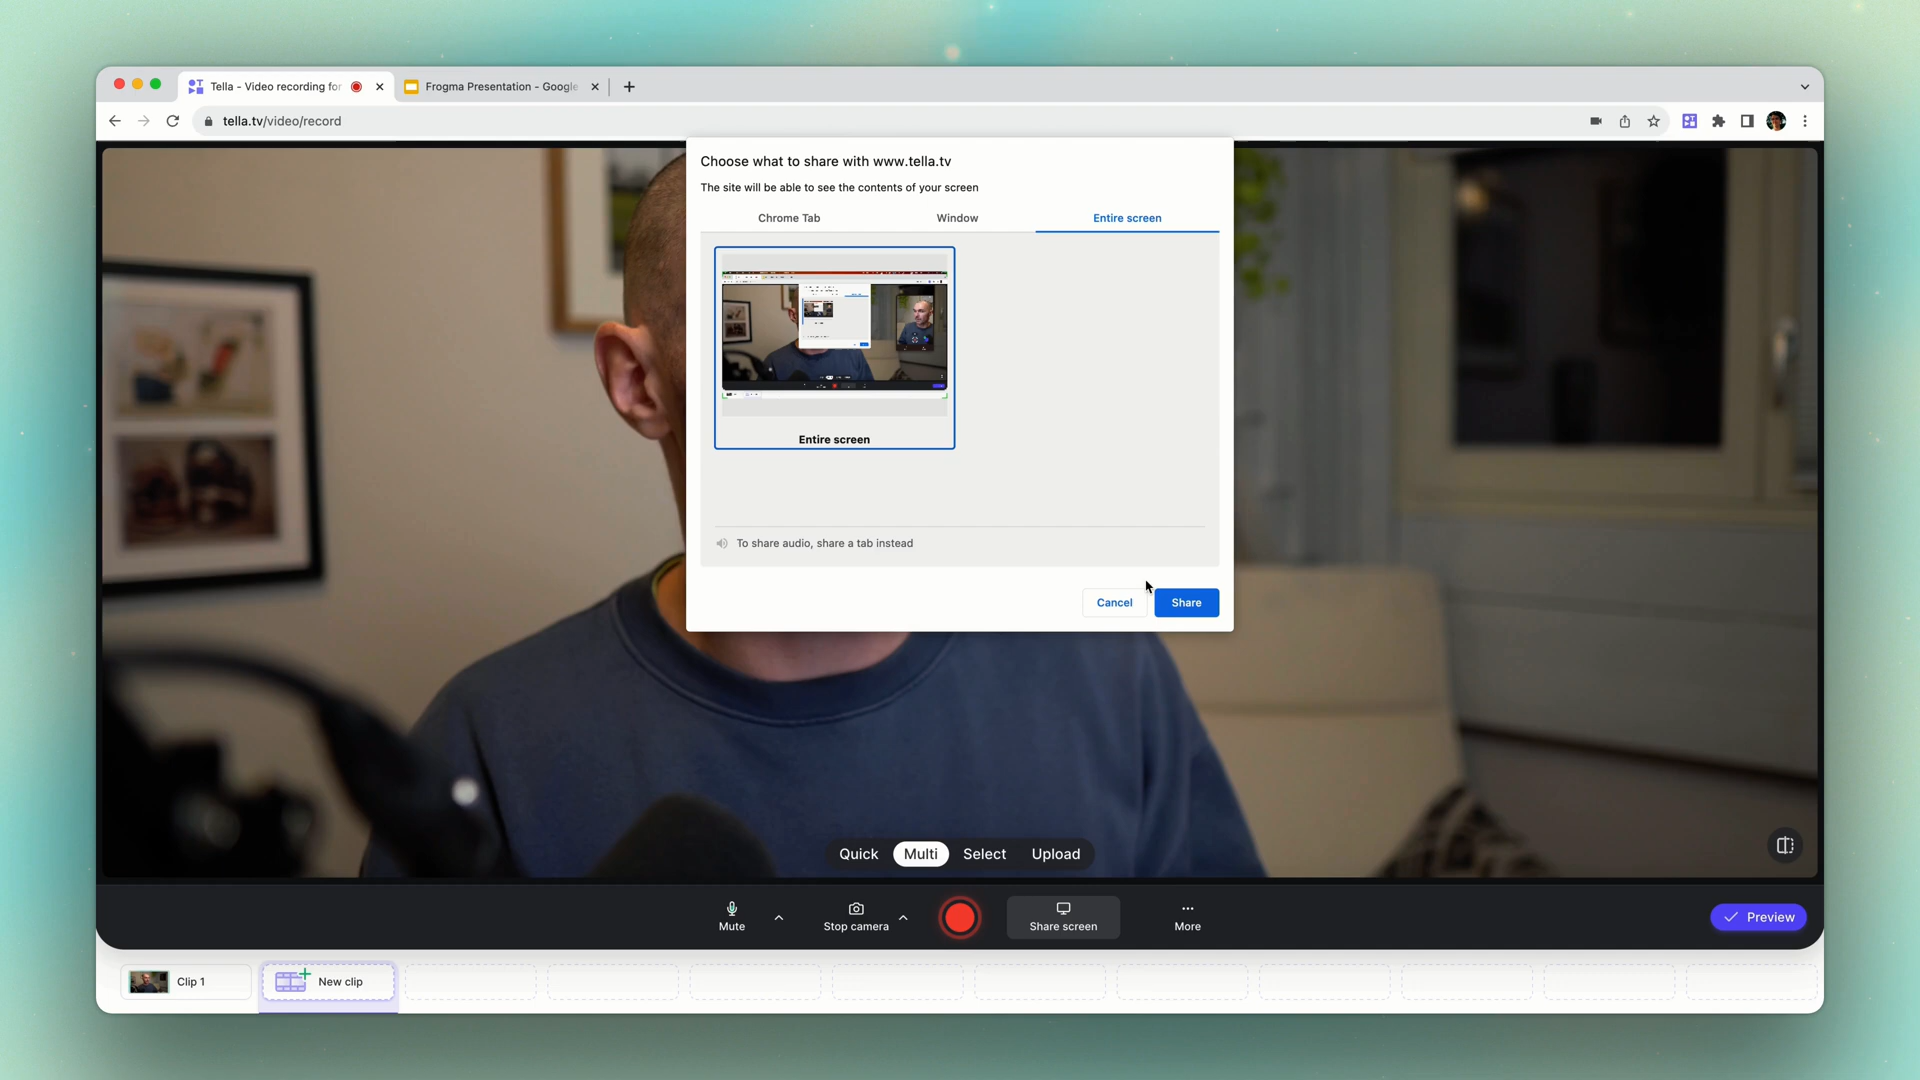 Tella - Video recording for
Frogma Presentation - Google
tella.tv/video/record
Choose what to share with www.tella.tv
The site will be able to see the contents of your screen
Chrome Tab
Window
Entire screen
Entire screen
To share audio, share a tab instead
Cancel
Share
Quick
Multi
Select
Upload
Mute
Stop camera
Share screen
More
Preview
Clip 1
New clip